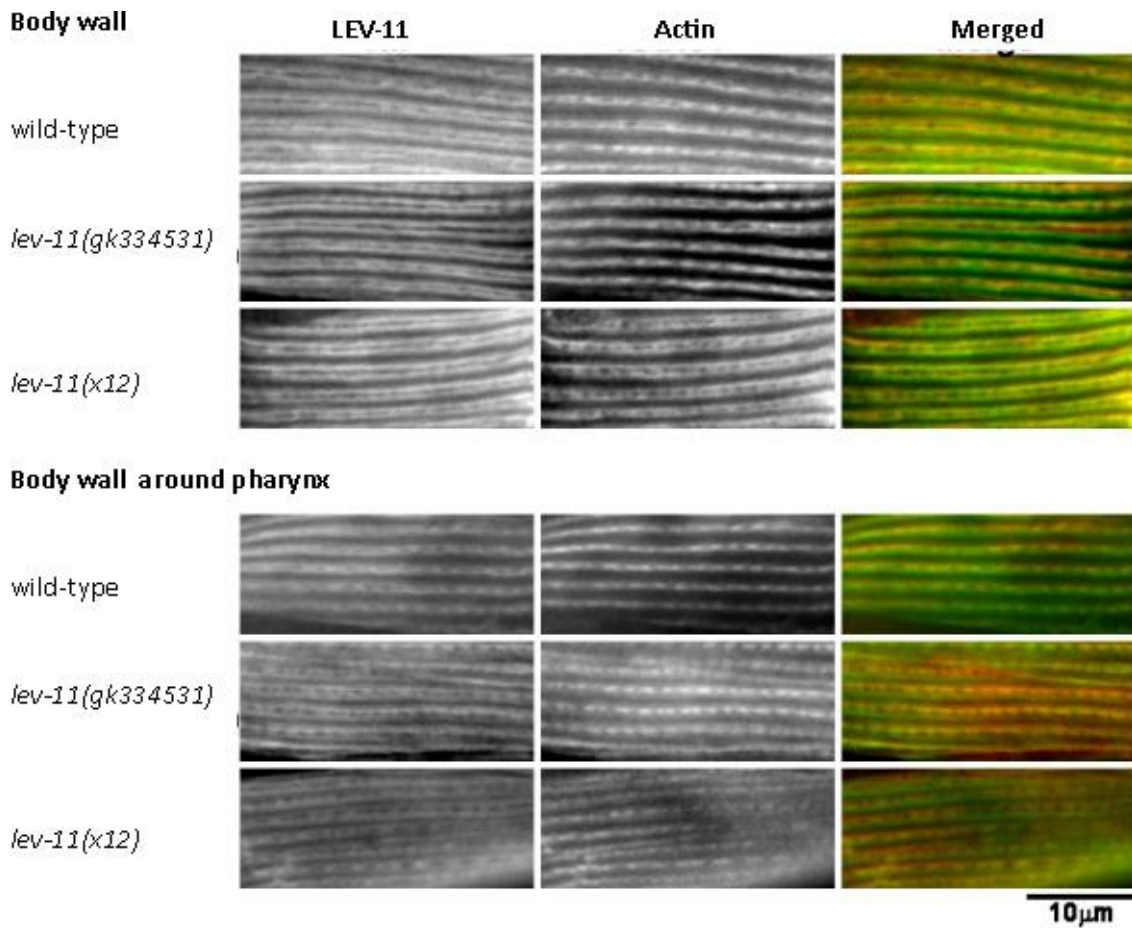 Body wall
LEV-11 Actin Merged
wild-type
lev-11(gk334531)
lev-11(x12)
Body wall around pharynx
wild-type
lev-11(gk334531)
lev-11(x12)
10µm